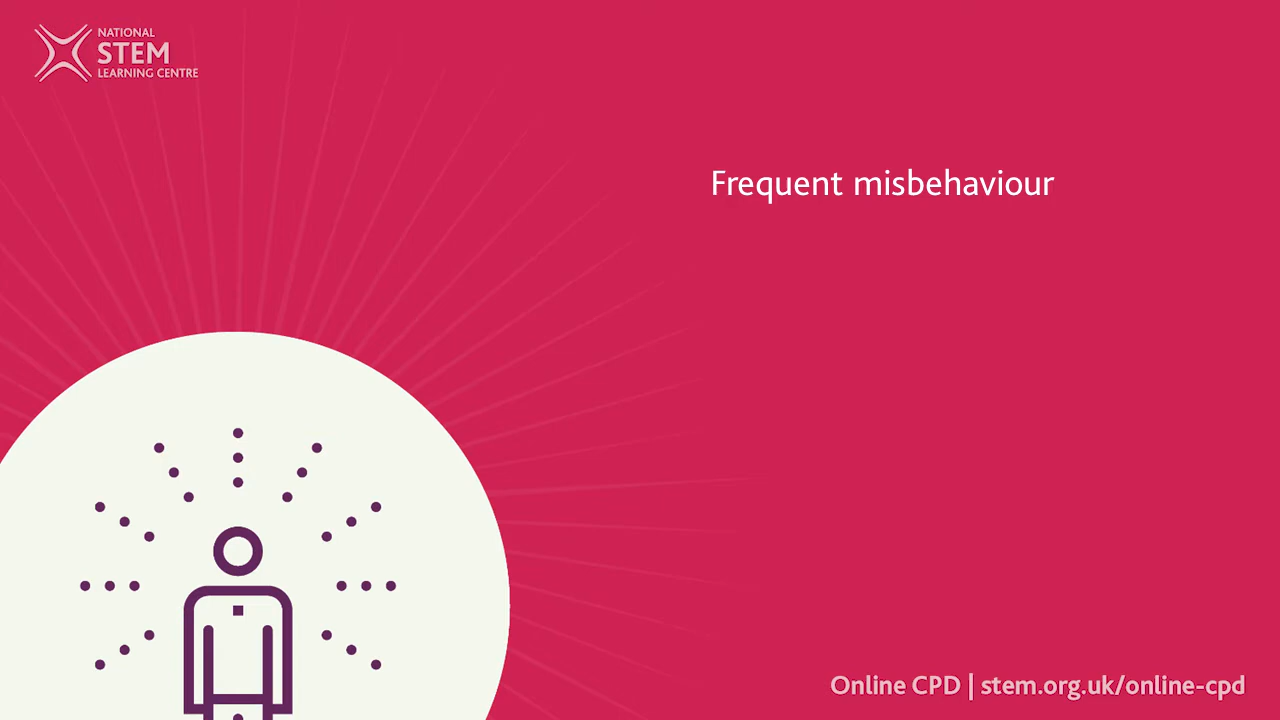 NATIONAL
STEM
LEARNING CENTRE
Frequent misbehaviour
Online CPD | stem.org.uk/online-cpd